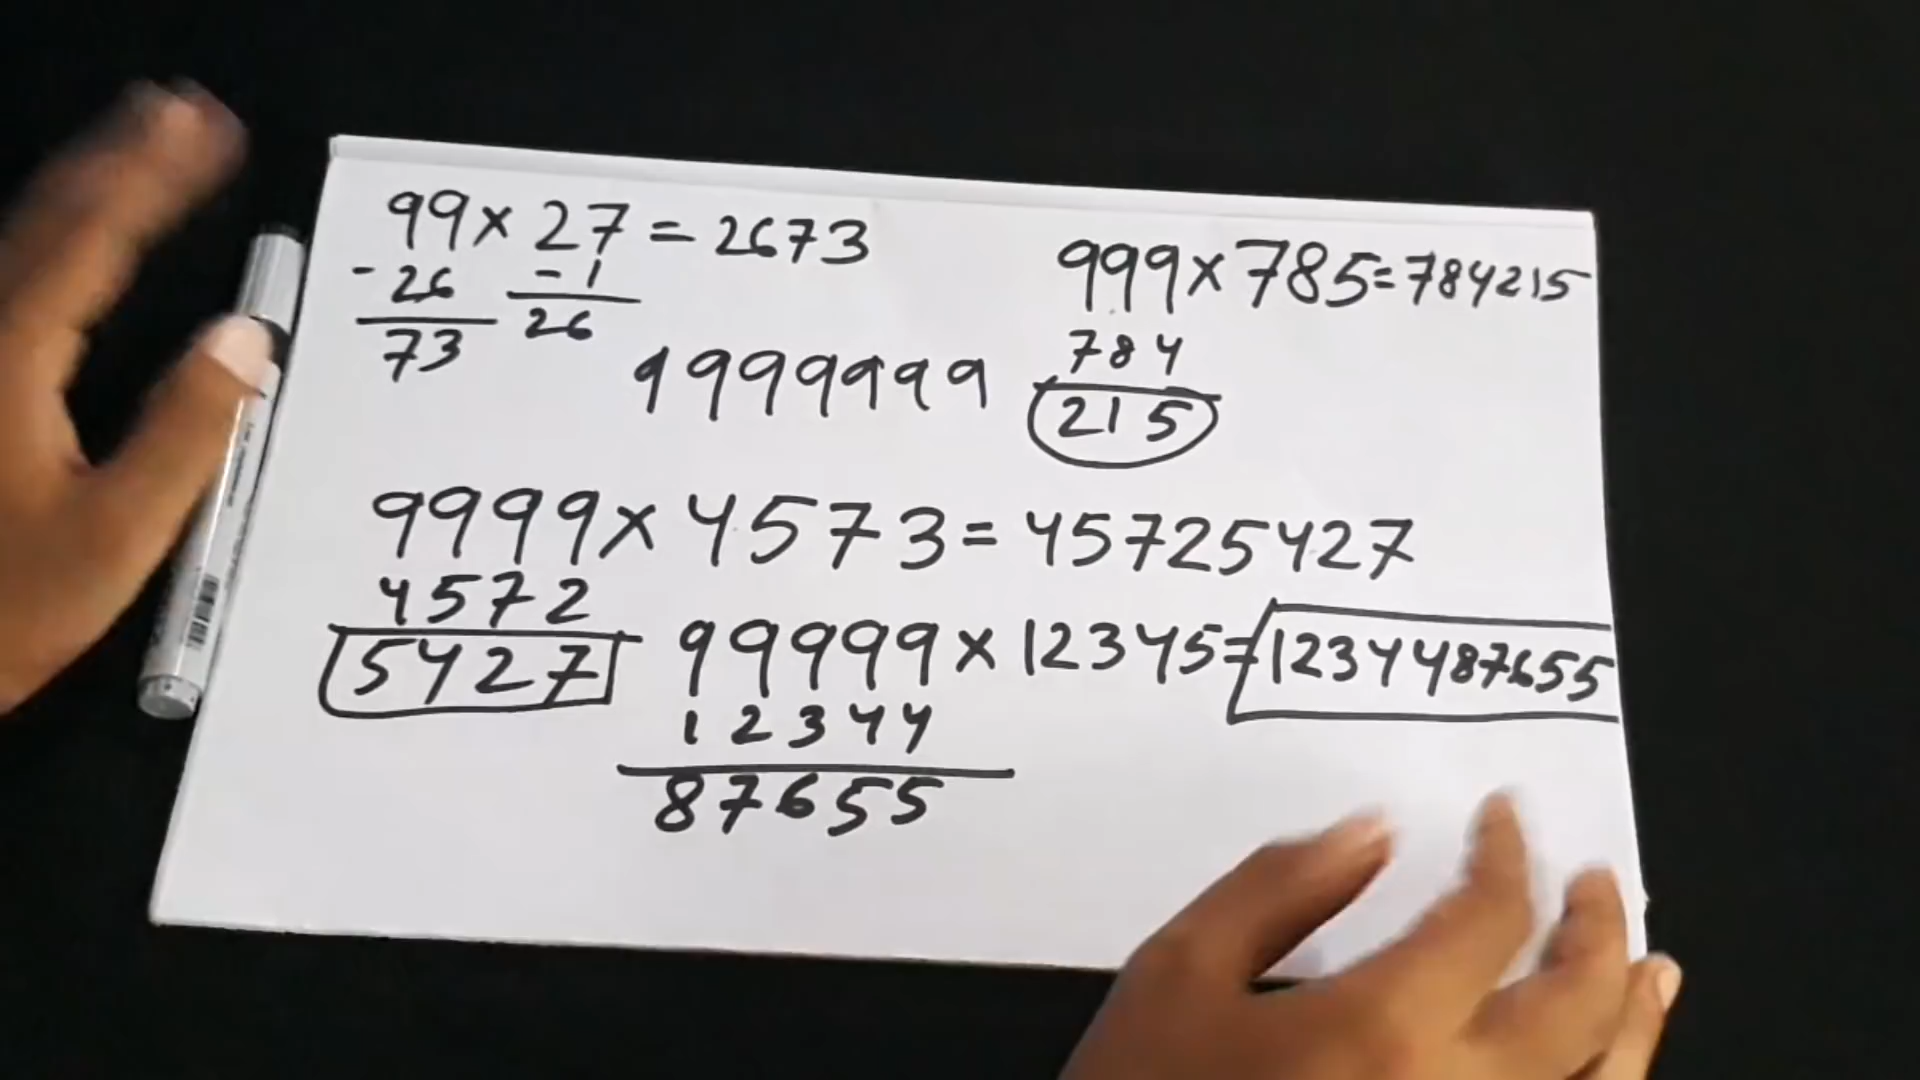 99 × 27 = 2673
- 26 - 1
73 26
999 × 785 = 784215
784
215
9999999
9999 × 4573 = 45725427
4572
5427
99999 × 12345 = 1234487655
12344
87655